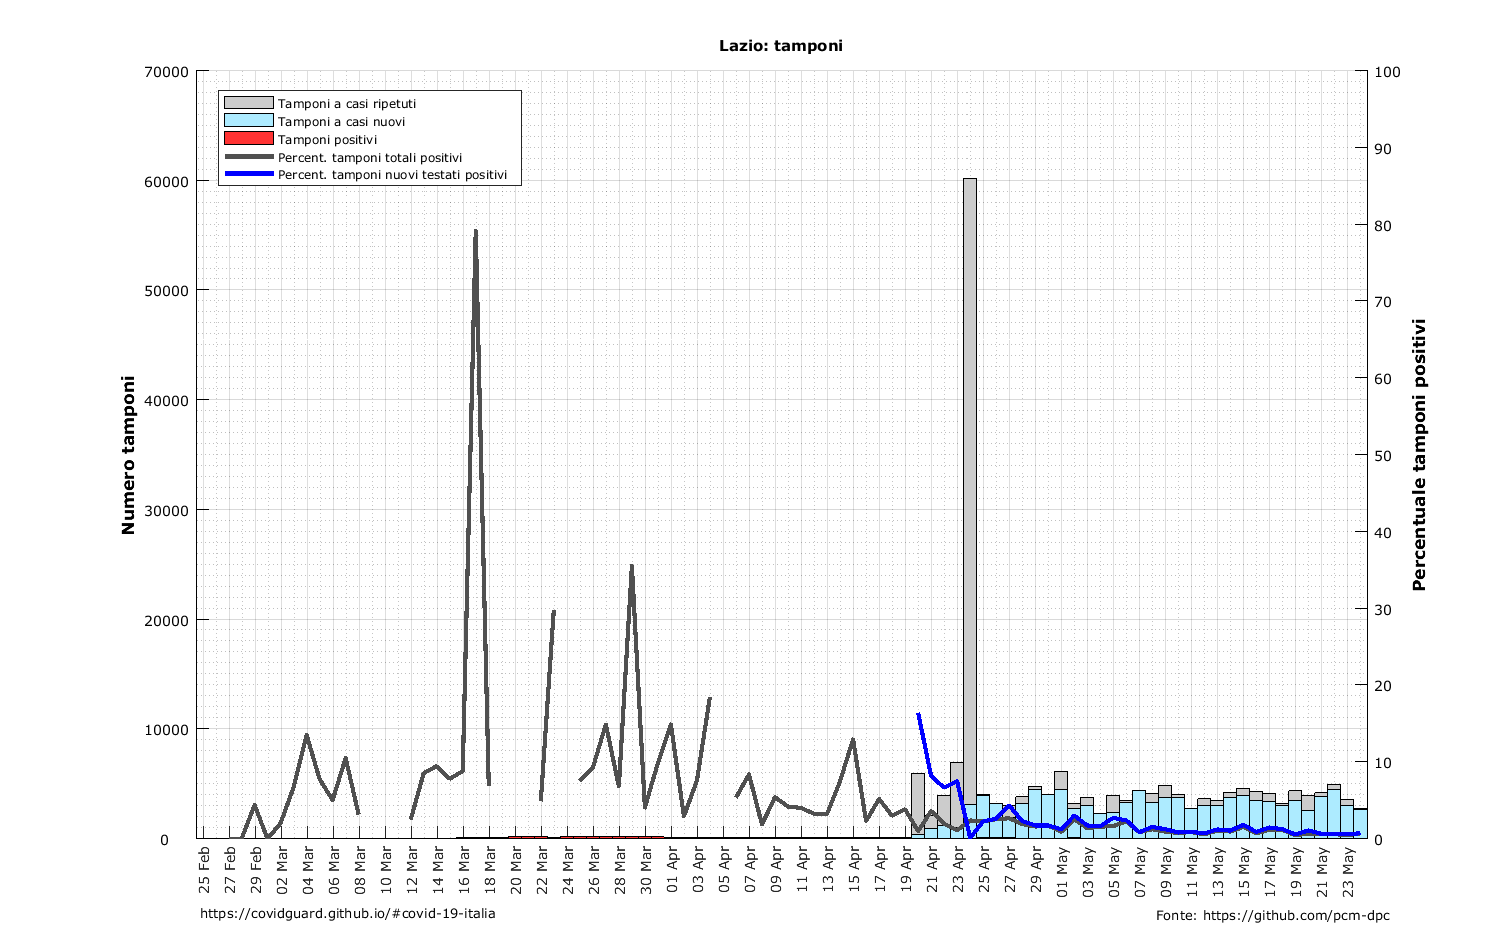 Lazio: tamponi
Tamponi a casi ripetuti
Tamponi a casi nuovi
Tamponi positivi
Percent. tamponi totali positivi
Percent. tamponi nuovi testati positivi
Numero tamponi
70000
60000
50000
40000
30000
20000
10000
0
Percentuale tamponi positivi
100
90
80
70
60
50
40
30
20
10
0
25 Feb
27 Feb
29 Feb
02 Mar
04 Mar
06 Mar
08 Mar
10 Mar
12 Mar
14 Mar
16 Mar
18 Mar
20 Mar
22 Mar
24 Mar
26 Mar
28 Mar
30 Mar
01 Apr
03 Apr
05 Apr
07 Apr
09 Apr
11 Apr
13 Apr
15 Apr
17 Apr
19 Apr
21 Apr
23 Apr
25 Apr
27 Apr
29 Apr
01 May
03 May
05 May
07 May
09 May
11 May
13 May
15 May
17 May
19 May
21 May
23 May
https://covidguard.github.io/#covid-19-italia
Fonte: https://github.com/pcm-dpc